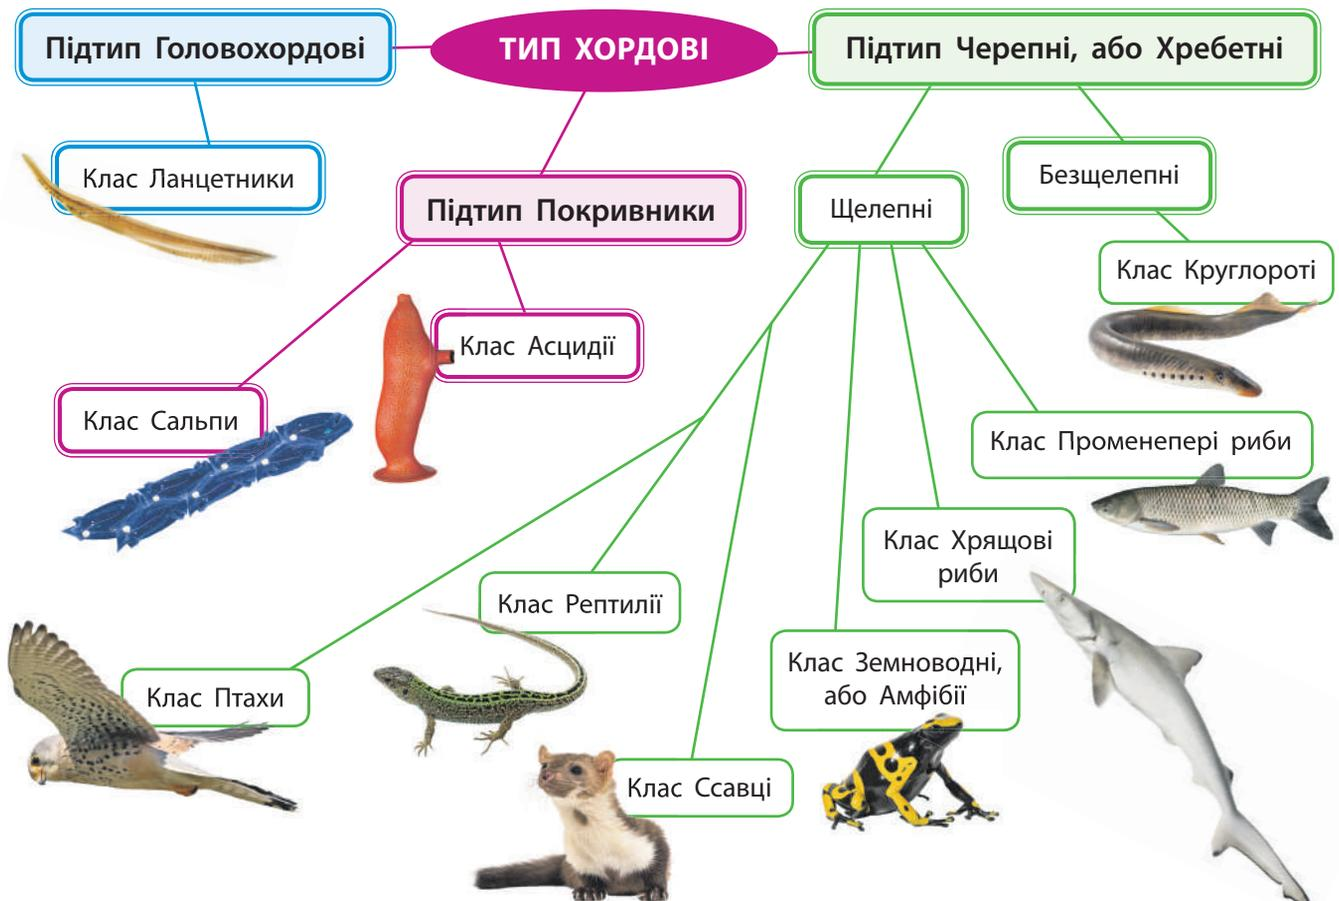 Підтип Головохордові
ТИП ХОРДОВІ
Підтип Черепні, або Хребетні
Клас Ланцетники
Підтип Покривники
Щелепні
Безщелепні
Клас Круглороті
Клас Асцидії
Клас Сальпи
Клас Променепері риби
Клас Хрящові
риби
Клас Рептилії
Клас Земноводні,
або Амфібії
Клас Птахи
Клас Ссавці